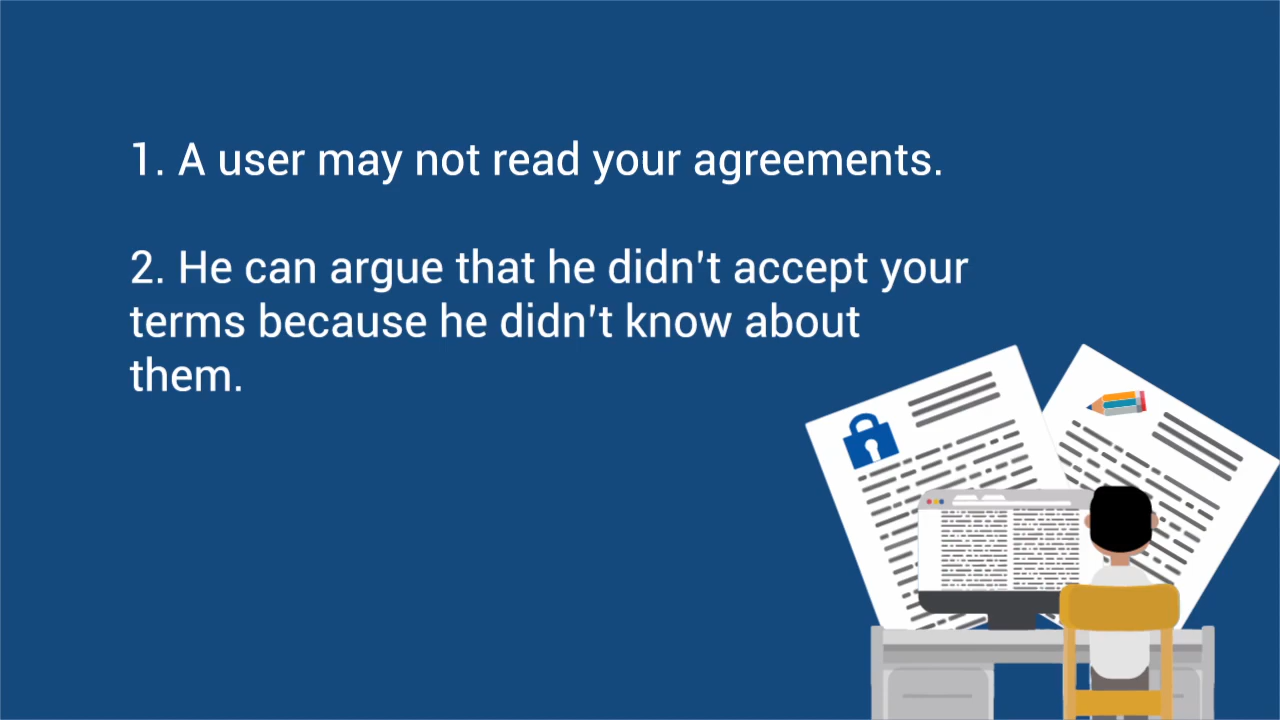 1. A user may not read your agreements.
2. He can argue that he didn't accept your
terms because he didn't know about
them.